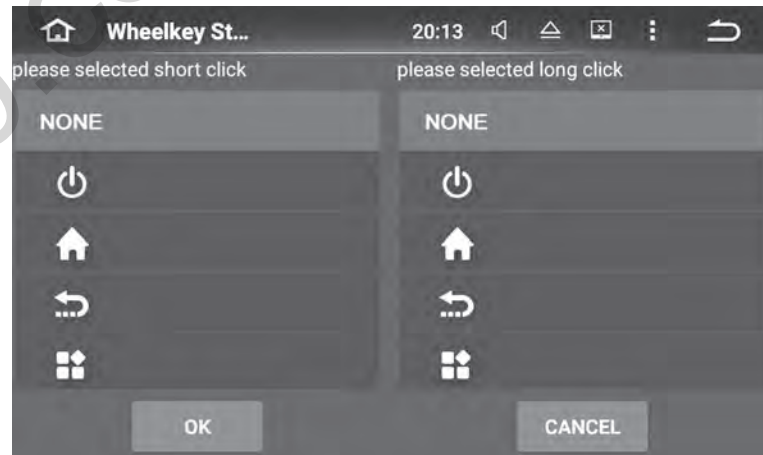 Wheelkey St... 20:13
please selected short click
please selected long click
NONE
NONE
OK
CANCEL